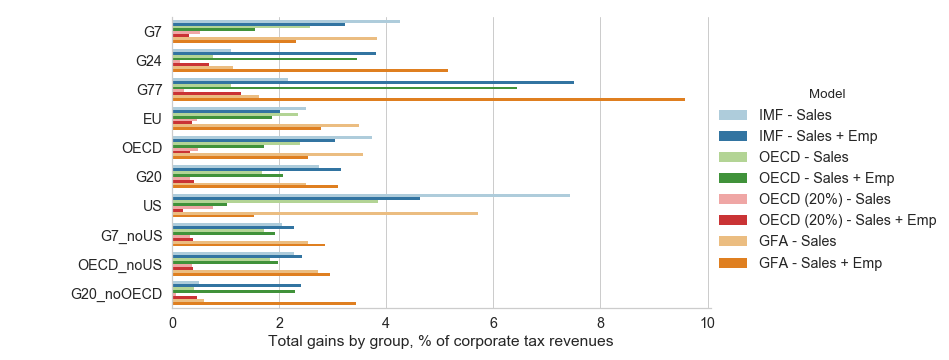 G7
G24
G77
EU
OECD
G20
US
G7_noUS
OECD_noUS
G20_noOECD
0 2 4 6 8 10
Total gains by group, % of corporate tax revenues
Model
IMF - Sales
IMF - Sales + Emp
OECD - Sales
OECD - Sales + Emp
OECD (20%) - Sales
OECD (20%) - Sales + Emp
GFA - Sales
GFA - Sales + Emp